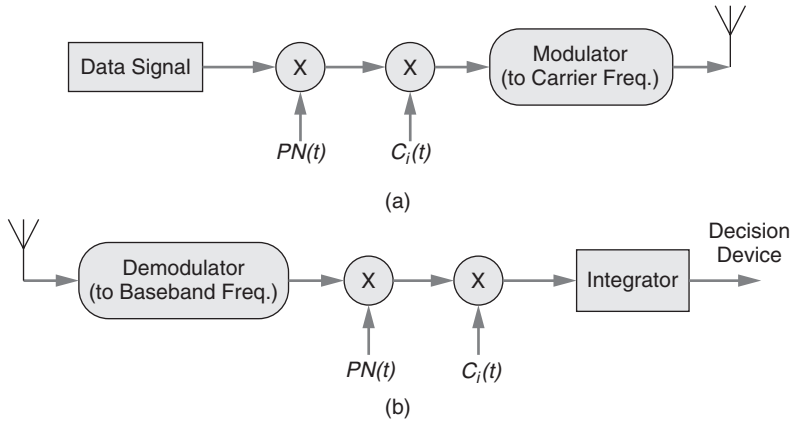 Data Signal
X
X
Modulator
(to Carrier Freq.)
PN(t)
C_i(t)
(a)
Decision
Device
Demodulator
(to Baseband Freq.)
X
X
Integrator
PN(t)
C_i(t)
(b)